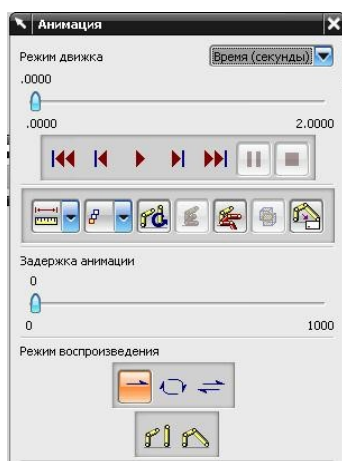 Анимация
Режим движка Время (секунды)
.0000
.0000 2.0000
Задержка анимации
0
0 1000
Режим воспроизведения